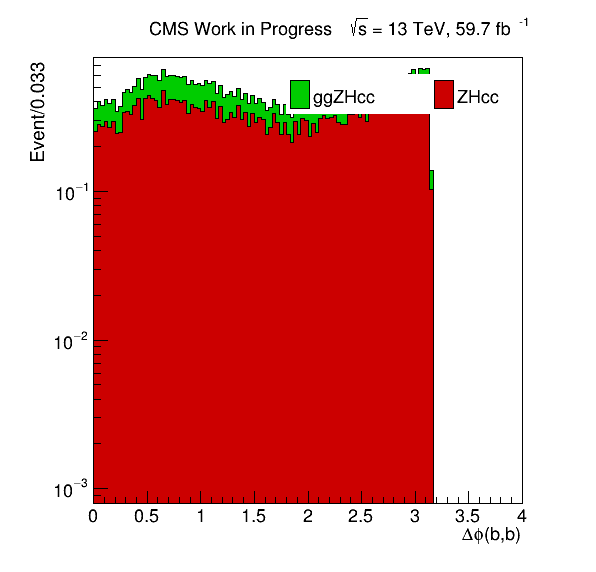 CMS Work in Progress √s = 13 TeV, 59.7 fb -1
Event/0.033
ggZHcc ZHcc
10−1
10−2
10−3
0 0.5 1 1.5 2 2.5 3 3.5 4
Δϕ(b,b)